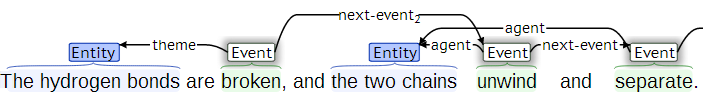 next-event2
agent
Entity theme Event Entity agent Event next-event Event
The hydrogen bonds are broken, and the two chains unwind and separate.